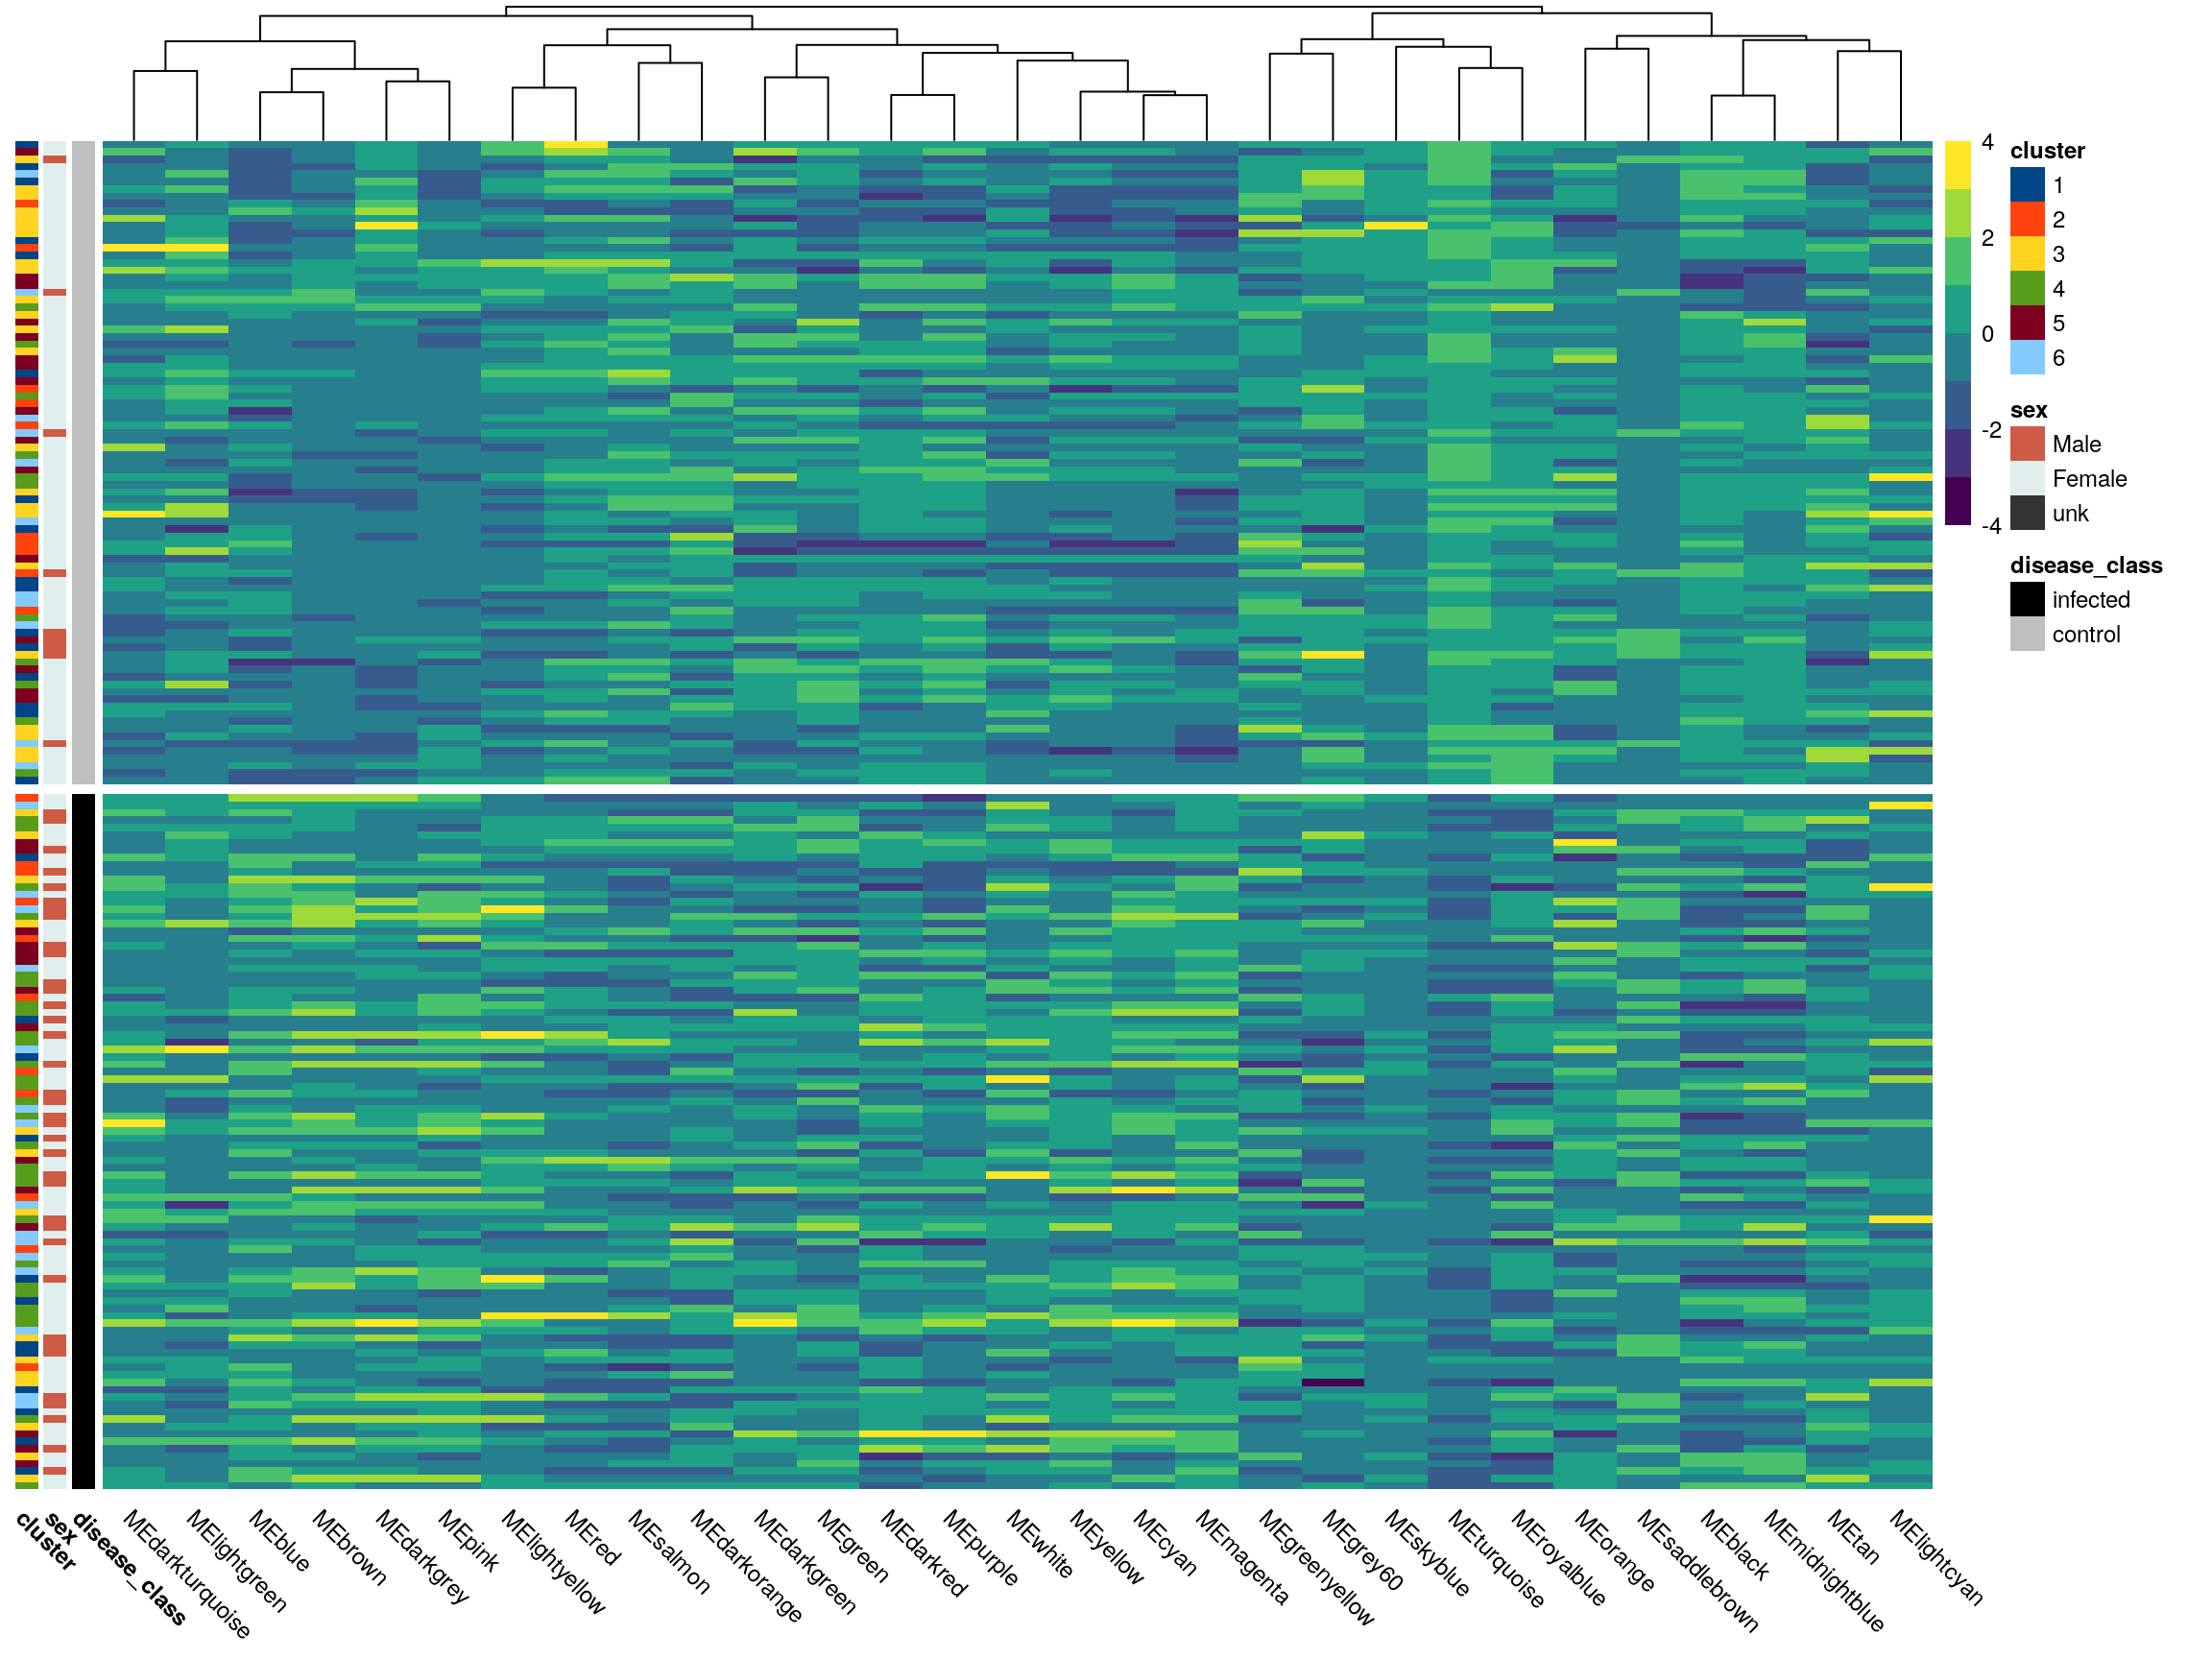 4
2
0
-2
-4
cluster
1
2
3
4
5
6
sex
Male
Female
unk
disease_class
infected
control
cluster
sex
disease_class
MEdarkturquoise
MElightgreen
MEblue
MEbrown
MEdarkgrey
MEpink
MElightyellow
MEred
MEsalmon
MEdarkorange
MEdarkgreen
MEgreen
MEdarkred
MEpurple
MEwhite
MEyellow
MEcyan
MEmagenta
MEgreenyellow
MEgrey60
MEskyblue
MEturquoise
MEroyalblue
MEorange
MEsaddlebrown
MEblack
MEmidnightblue
MEtan
MElightcyan